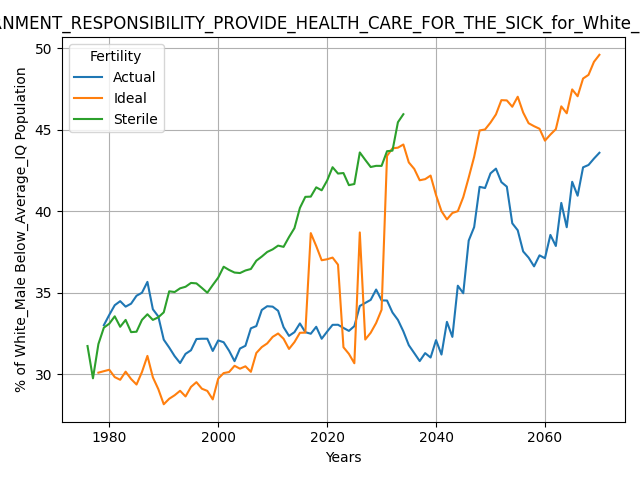 RNMENT_RESPONSIBILITY_PROVIDE_HEALTH_CARE_FOR_THE_SICK_for_White_
Fertility
Actual
Ideal
Sterile
% of White_Male Below_Average_IQ Population
50
45
40
35
30
1980 2000 2020 2040 2060
Years